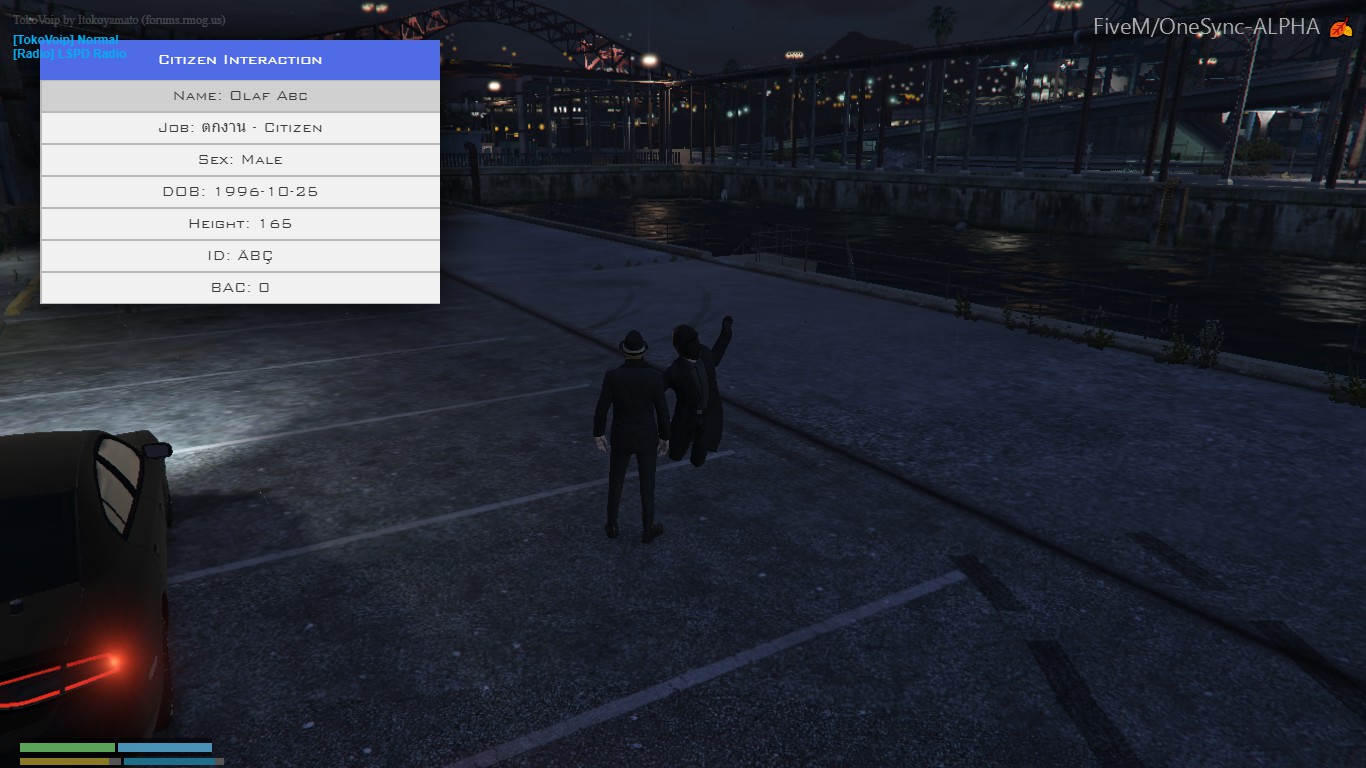 TokoVoip by Itokoyamato (forums.rmog.us)
[TokoVoip] Normal
[Radio] LSPD Radio
FiveM/OneSync-ALPHA
Citizen Interaction
Name: Olaf Abc
Job: ตกงาน - Citizen
Sex: Male
DOB: 1996-10-25
Height: 165
ID: ÄBÇ
BAC: 0